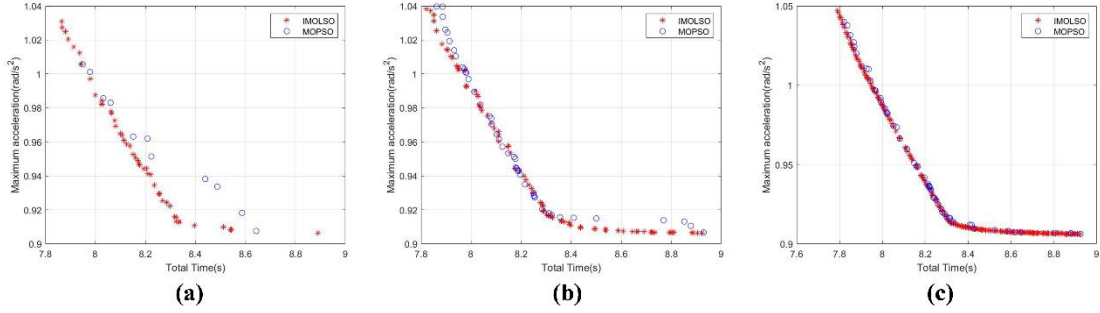 1.04
1.02
1
0.98
0.96
0.94
0.92
0.9
7.8
8
8.2
8.4
8.6
8.8
9
Maximum acceleration(rad/s²)
Total Time(s)
IMOLSO
MOPSO
(a)
1.04
1.02
1
0.98
0.96
0.94
0.92
0.9
7.8
8
8.2
8.4
8.6
8.8
9
Maximum acceleration(rad/s²)
Total Time(s)
IMOLSO
MOPSO
(b)
1.05
1
0.95
0.9
7.6
7.8
8
8.2
8.4
8.6
8.8
9
Maximum acceleration(rad/s²)
Total Time(s)
IMOLSO
MOPSO
(c)